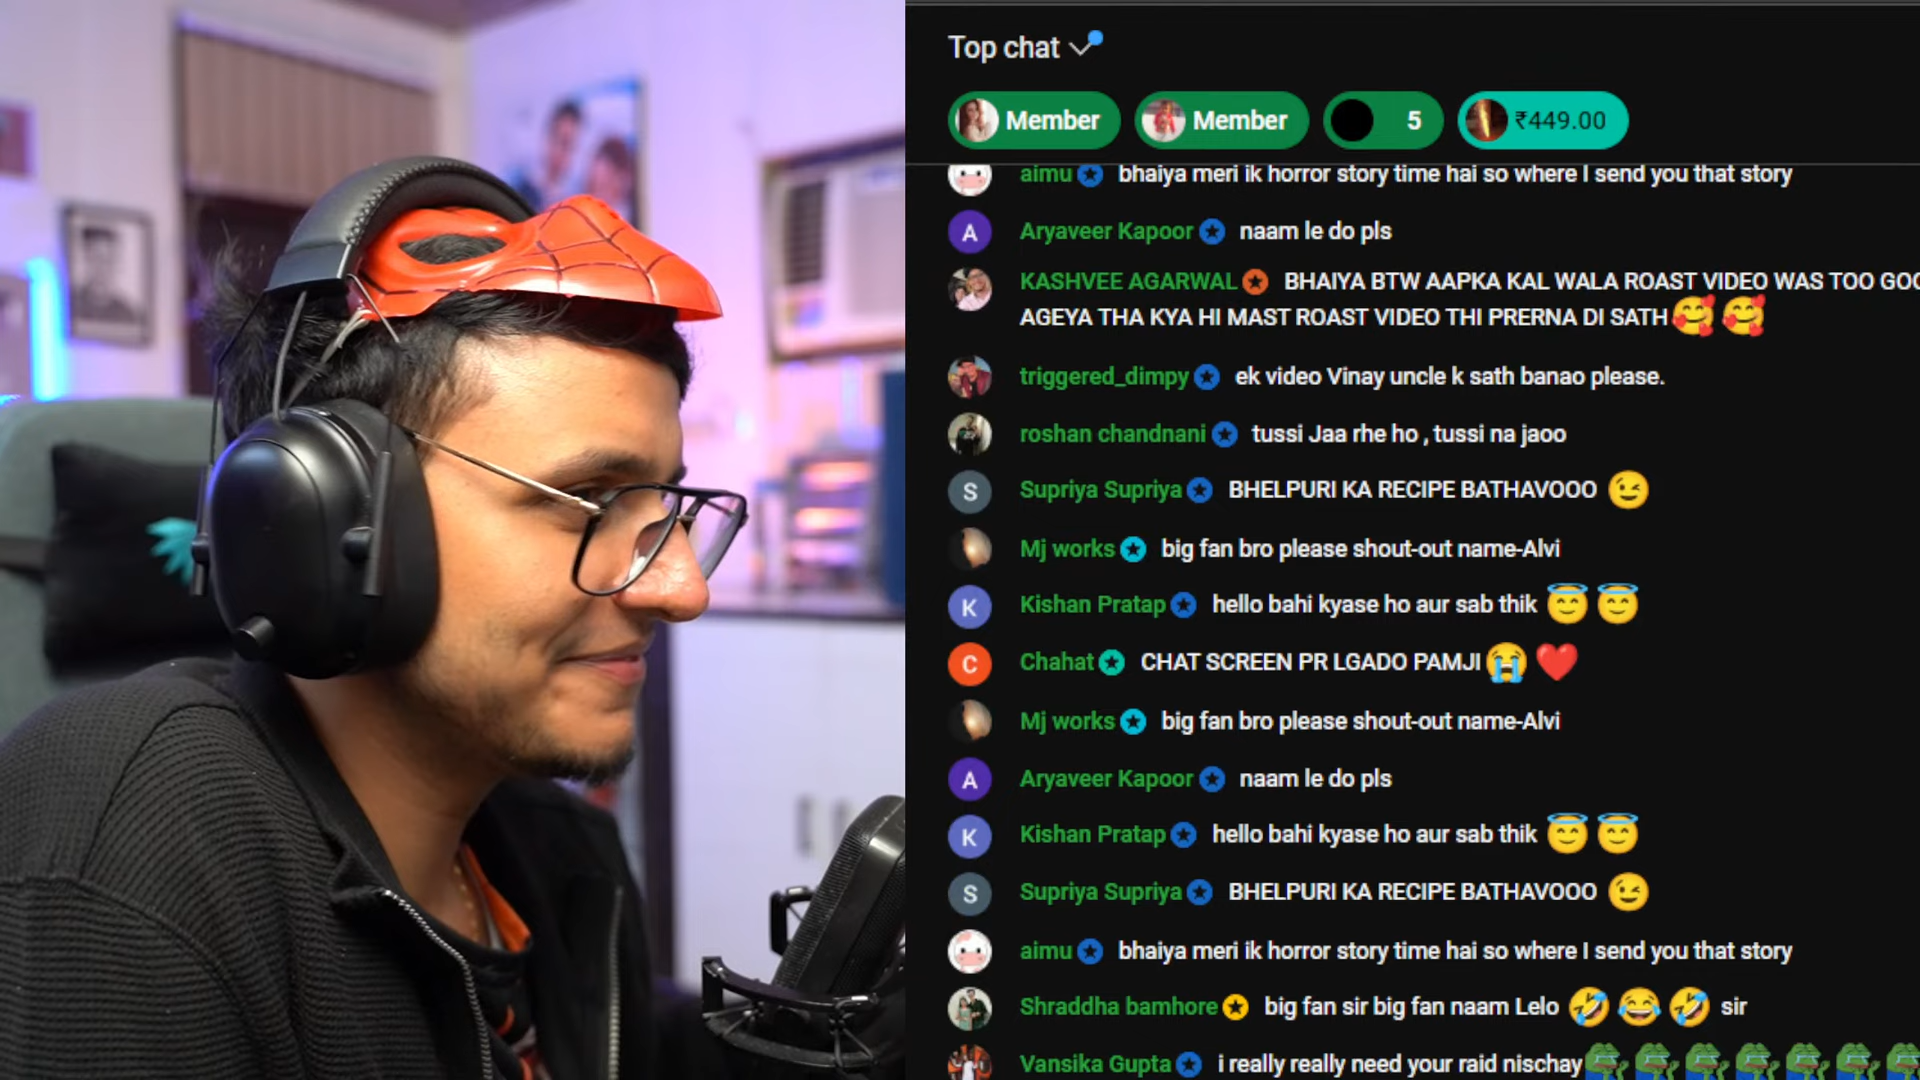 Top chat
Member Member 5 ₹449.00
aimu bhaiya meri ik horror story time hai so where I send you that story
A Aryaveer Kapoor naam le do pls
KASHVEE AGARWAL BHAIYA BTW AAPKA KAL WALA ROAST VIDEO WAS TOO GOO
AGEYA THA KYA HI MAST ROAST VIDEO THI PRERNA DI SATH 🥰 🥰
triggered_dimpy ek video Vinay uncle k sath banao please.
roshan chandnani tussi Jaa rhe ho , tussi na jaoo
S Supriya Supriya BHELPURI KA RECIPE BATHAVOOO 😉
Mj works big fan bro please shout-out name-Alvi
K Kishan Pratap hello bahi kyase ho aur sab thik 😇 😇
C Chahat CHAT SCREEN PR LGADO PAMJI 😭 ❤️
Mj works big fan bro please shout-out name-Alvi
A Aryaveer Kapoor naam le do pls
K Kishan Pratap hello bahi kyase ho aur sab thik 😇 😇
S Supriya Supriya BHELPURI KA RECIPE BATHAVOOO 😉
aimu bhaiya meri ik horror story time hai so where I send you that story
Shraddha bamhore big fan sir big fan naam Lelo 🤣 😂 🤣 sir
Vansika Gupta i really really need your raid nischay